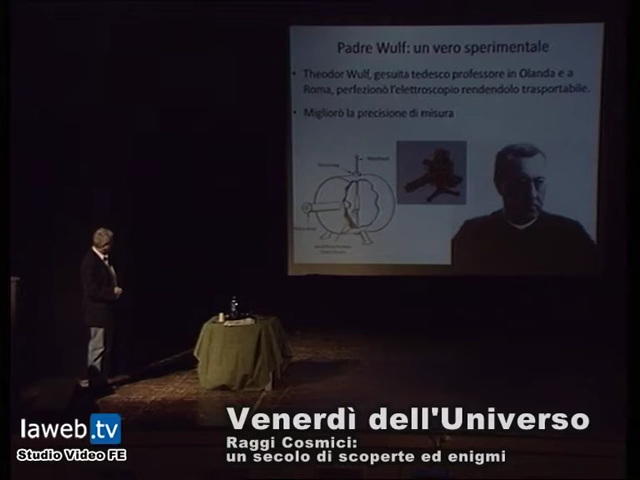 Padre Wulf: un vero sperimentale
• Theodor Wulf, gesuita tedesco professore in Olanda e a
Roma, perfezionò l'elettroscopio rendendolo trasportabile.
• Migliorò la precisione di misura
Venerdì dell'Universo
Raggi Cosmici:
un secolo di scoperte ed enigmi
laweb.tv
Studio Video FE